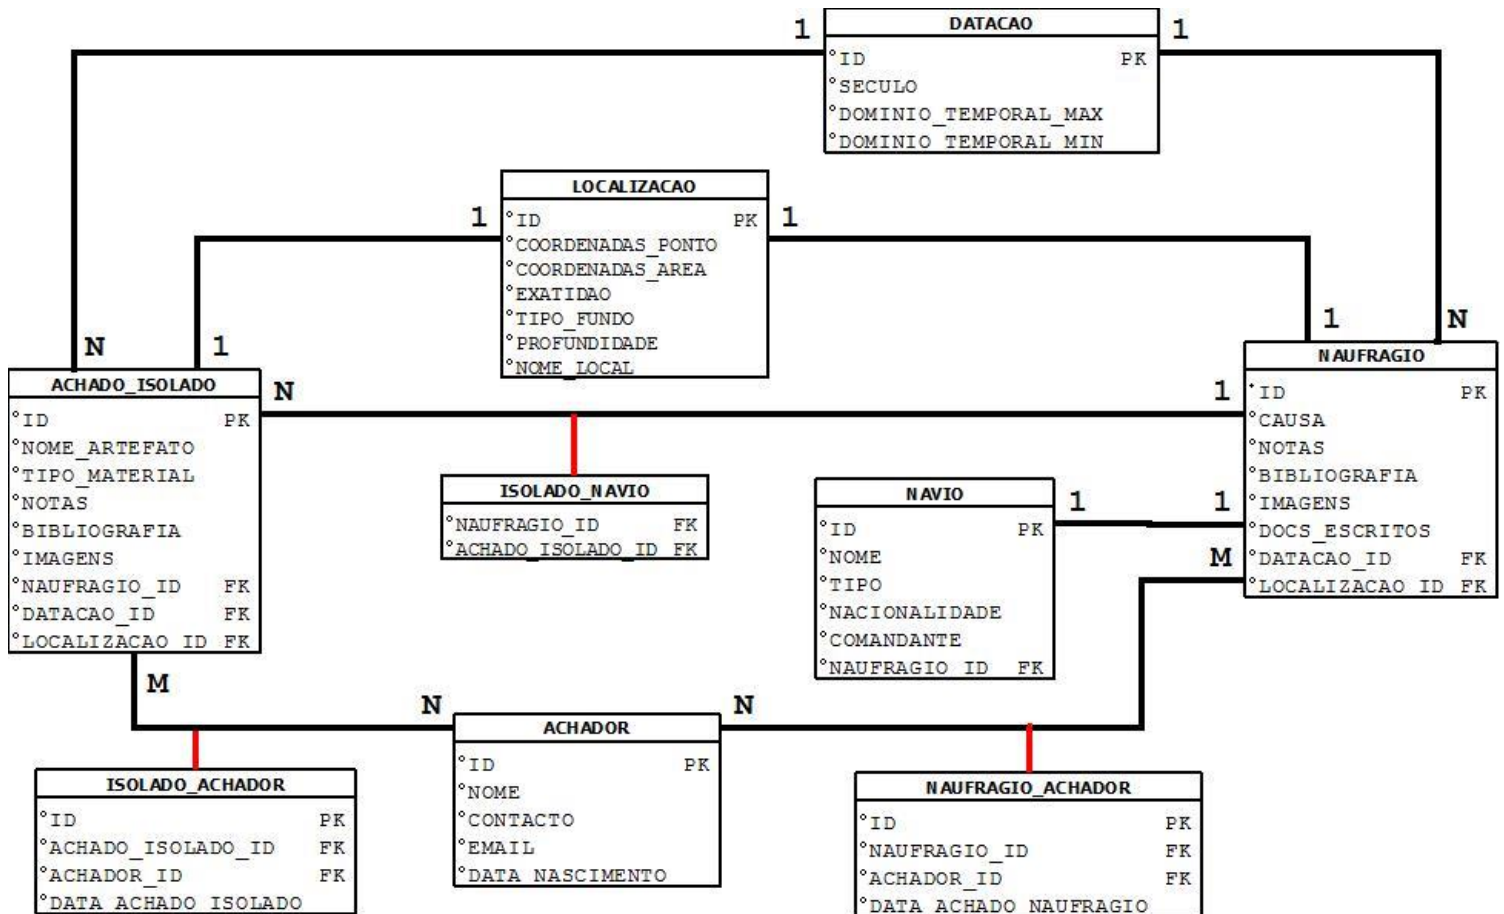 1
DATACAO
1
°ID PK
°SECULO
°DOMINIO_TEMPORAL_MAX
°DOMINIO_TEMPORAL_MIN
LOCALIZACAO
1
°ID PK
1
°COORDENADAS_PONTO
°COORDENADAS_AREA
°EXATIDAO
°TIPO_FUNDO
°PROFUNDIDADE
°NOME_LOCAL
N
1
1
N
ACHADO_ISOLADO
N
°ID PK
°NOME_ARTEFATO
°TIPO_MATERIAL
°NOTAS
°BIBLIOGRAFIA
°IMAGENS
°NAUFRAGIO_ID FK
°DATACAO_ID FK
°LOCALIZACAO_ID FK
M
NAUFRAGIO
1
°ID PK
°CAUSA
°NOTAS
°BIBLIOGRAFIA
1
°IMAGENS
°DOCS_ESCRITOS
M
°DATACAO_ID FK
°LOCALIZACAO_ID FK
ISOLADO_NAVIO
°NAUFRAGIO_ID FK
°ACHADO_ISOLADO_ID FK
NAVIO
1
°ID PK
°NOME
°TIPO
°NACIONALIDADE
°COMANDANTE
°NAUFRAGIO_ID FK
N
ACHADOR
N
°ID PK
°NOME
°CONTACTO
°EMAIL
°DATA_NASCIMENTO
ISOLADO_ACHADOR
°ID PK
°ACHADO_ISOLADO_ID FK
°ACHADOR_ID FK
°DATA_ACHADO_ISOLADO
NAUFRAGIO_ACHADOR
°ID PK
°NAUFRAGIO_ID FK
°ACHADOR_ID FK
°DATA_ACHADO_NAUFRAGIO